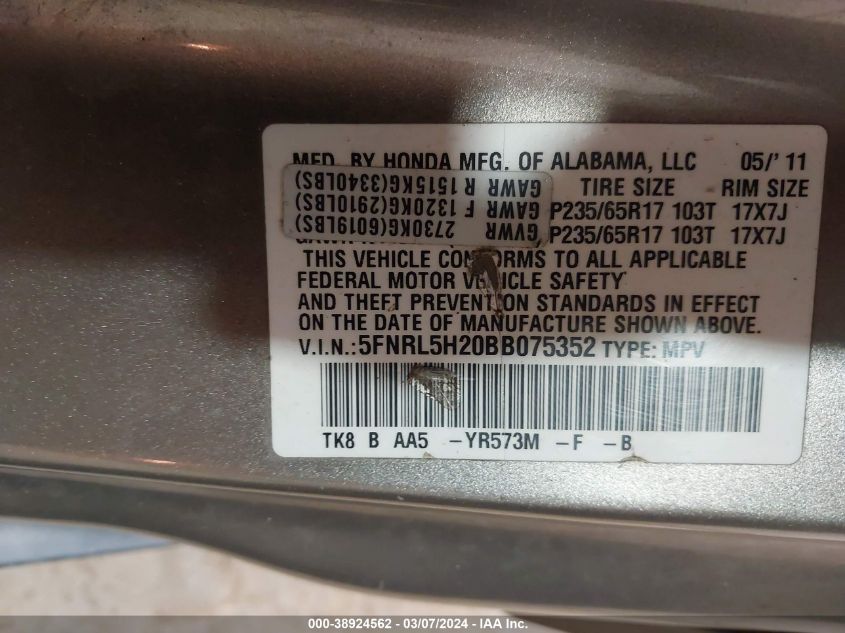 MFD. BY HONDA MFG. OF ALABAMA, LLC 05/'11
TIRE SIZE RIM SIZE
GVWR 2730KG(6019LBS)
GAWR F 1320KG(2910LBS)
GAWR R 1515KG(3340LBS)
P235/65R17 103T 17X7J
P235/65R17 103T 17X7J
THIS VEHICLE CONFORMS TO ALL APPLICABLE
FEDERAL MOTOR VEHICLE SAFETY
AND THEFT PREVENTION STANDARDS IN EFFECT
ON THE DATE OF MANUFACTURE SHOWN ABOVE.
V.I.N.: 5FNRL5H20BB075352 TYPE: MPV
TK8 B AA5 -YR573M -F -B
000-38924562 - 03/07/2024 - © IAA Inc.